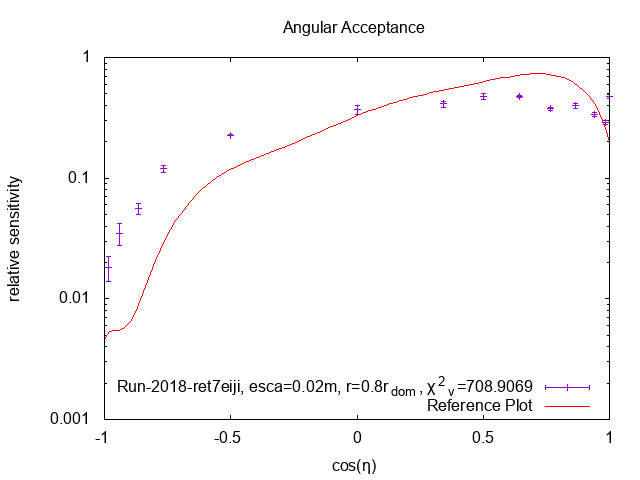 Angular Acceptance
relative sensitivity
1
0.1
0.01
0.001
Run-2018-ret7eiji, esca=0.02m, r=0.8r_dom, χ²_v=708.9069
Reference Plot
-1 -0.5 0 0.5 1
cos(η)